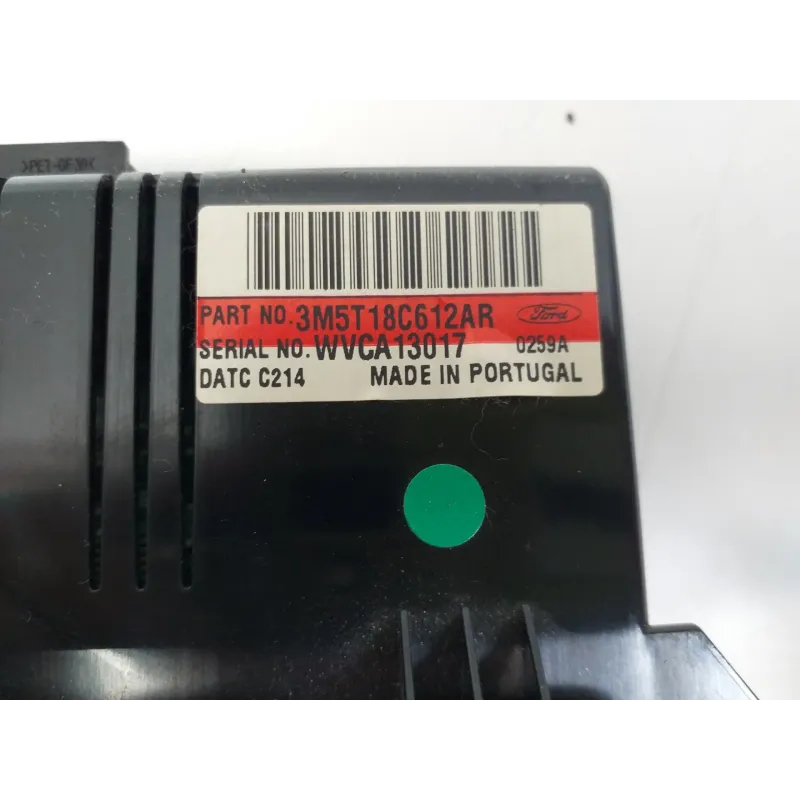 >PET-GF30<
PART NO. 3M5T18C612AR Ford
SERIAL NO. WVCA13017 0259A
DATC C214 MADE IN PORTUGAL